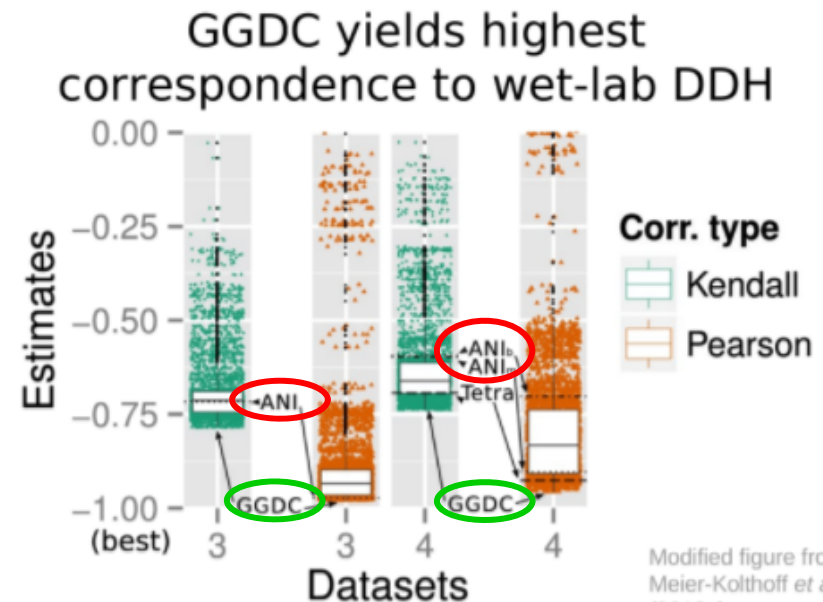 GGDC yields highest
correspondence to wet-lab DDH
Estimates
0.00
−0.25
−0.50
−0.75
−1.00
(best)
ANI
GGDC
ANIb
ANIm
Tetra
GGDC
3 3 4 4
Datasets
Corr. type
Kendall
Pearson
Modified figure fro
Meier-Kolthoff et a